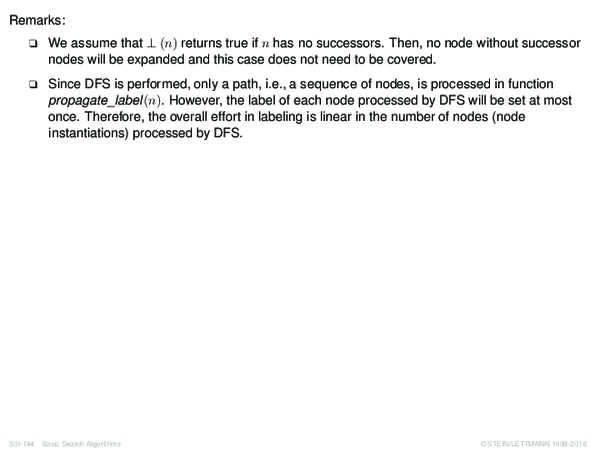 Remarks:
❑ We assume that ⊥(n) returns true if n has no successors. Then, no node without successor
nodes will be expanded and this case does not need to be covered.
❑ Since DFS is performed, only a path, i.e., a sequence of nodes, is processed in function
propagate_label(n). However, the label of each node processed by DFS will be set at most
once. Therefore, the overall effort in labeling is linear in the number of nodes (node
instantiations) processed by DFS.
S:II-144 Basic Search Algorithms ©STEIN/LETTMANN 1998-2018